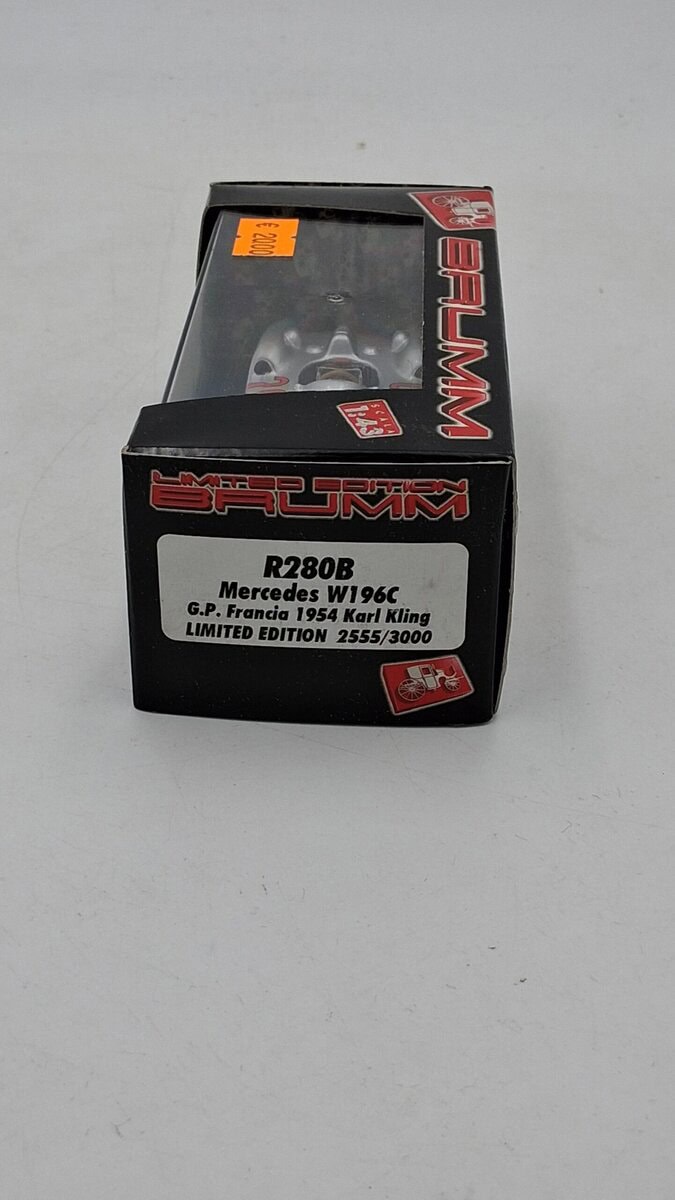 € 20,00
BRUMM
SCALA
1:43
LIMITED EDITION
BRUMM
R280B
Mercedes W196C
G.P. Francia 1954 Karl Kling
LIMITED EDITION 2555/3000